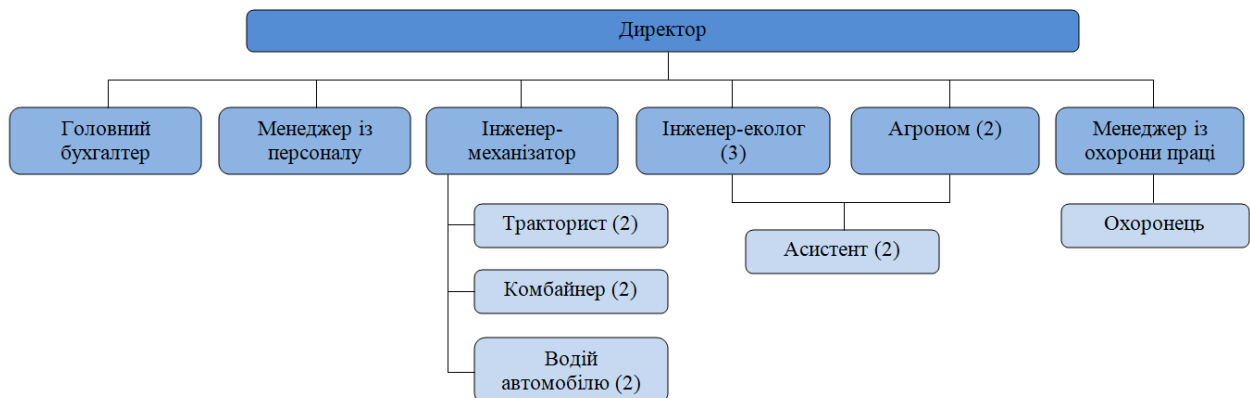 Директор
Головний
бухгалтер
Менеджер із
персоналу
Інженер-
механізатор
Інженер-еколог
(3)
Агроном (2)
Менеджер із
охорони праці
Тракторист (2)
Комбайнер (2)
Водій
автомобілю (2)
Асистент (2)
Охоронець